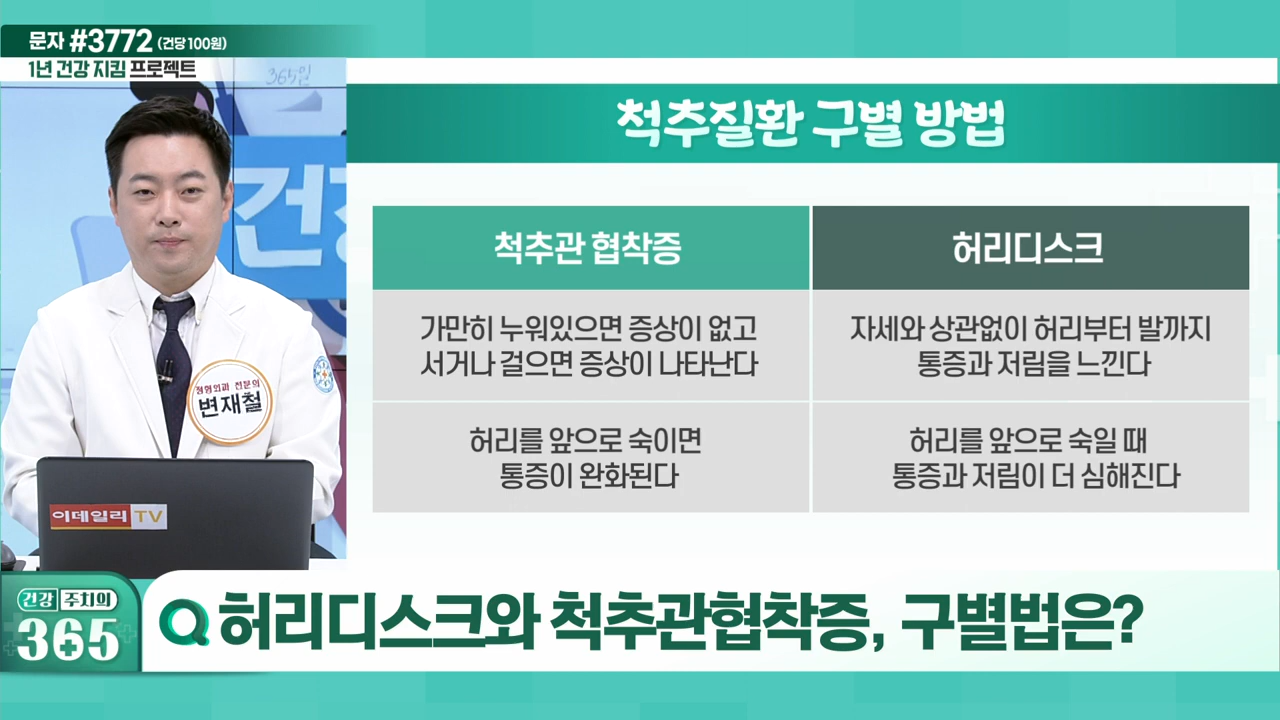 문자 #3772 (건당 100원)
1년 건강 지킴 프로젝트
365일
건강
척추질환 구별 방법
척추관 협착증
허리디스크
가만히 누워있으면 증상이 없고
서거나 걸으면 증상이 나타난다
자세와 상관없이 허리부터 발까지
통증과 저림을 느낀다
허리를 앞으로 숙이면
통증이 완화된다
허리를 앞으로 숙일 때
통증과 저림이 더 심해진다
정형외과 전문의
변재철
이데일리 TV
건강 주치의
365
Q 허리디스크와 척추관협착증, 구별법은?